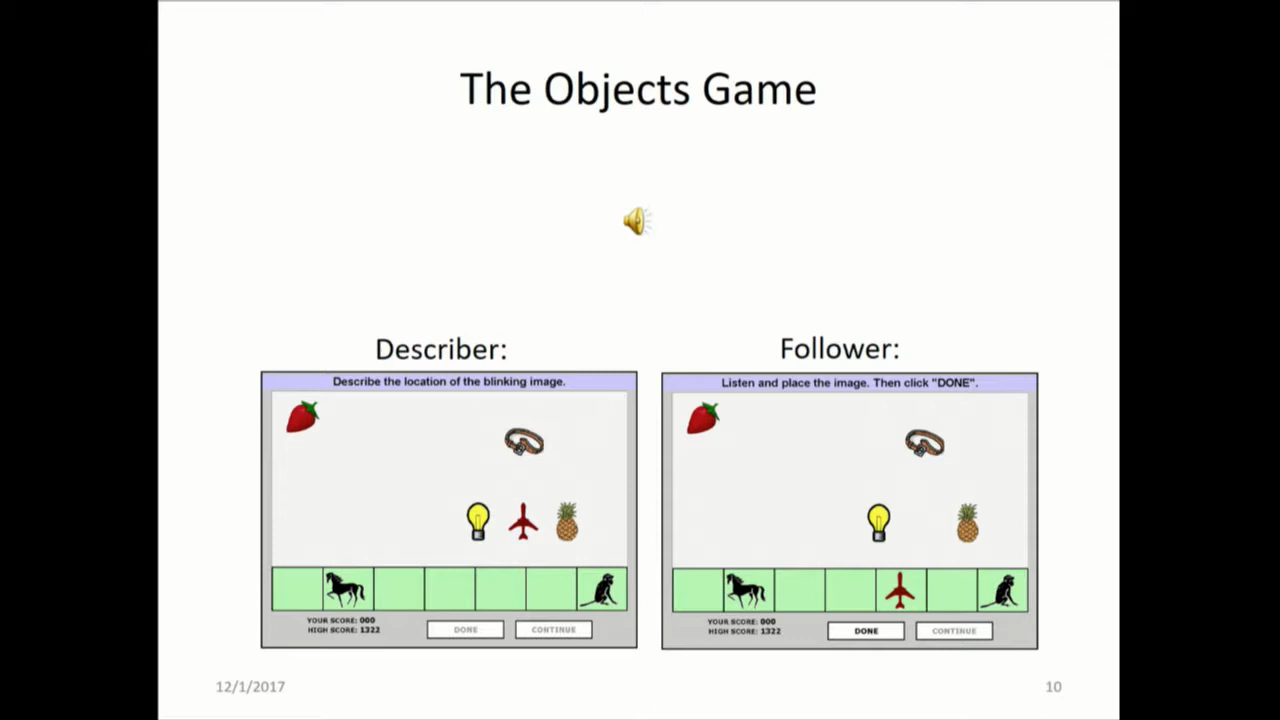 The Objects Game
Describer:
Follower:
Describe the location of the blinking image.
YOUR SCORE: 000
HIGH SCORE: 1322
DONE
CONTINUE
Listen and place the image. Then click "DONE".
YOUR SCORE: 000
HIGH SCORE: 1322
DONE
CONTINUE
12/1/2017
10